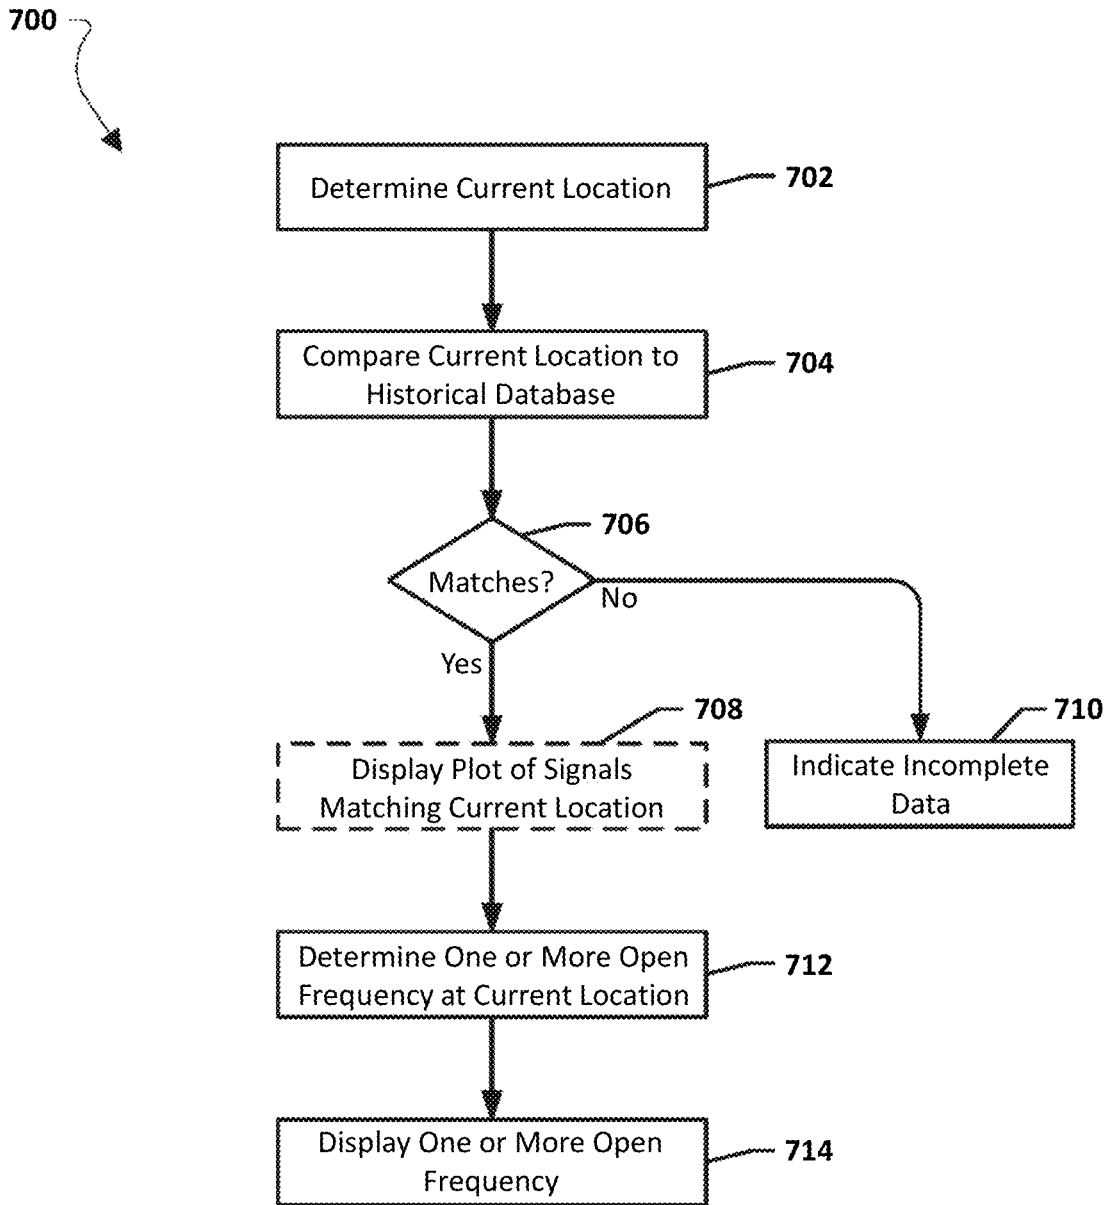 700
Determine Current Location
702
Compare Current Location to
Historical Database
704
706
Matches?
No
Yes
708
710
Display Plot of Signals
Matching Current Location
Indicate Incomplete
Data
Determine One or More Open
Frequency at Current Location
712
Display One or More Open
Frequency
714